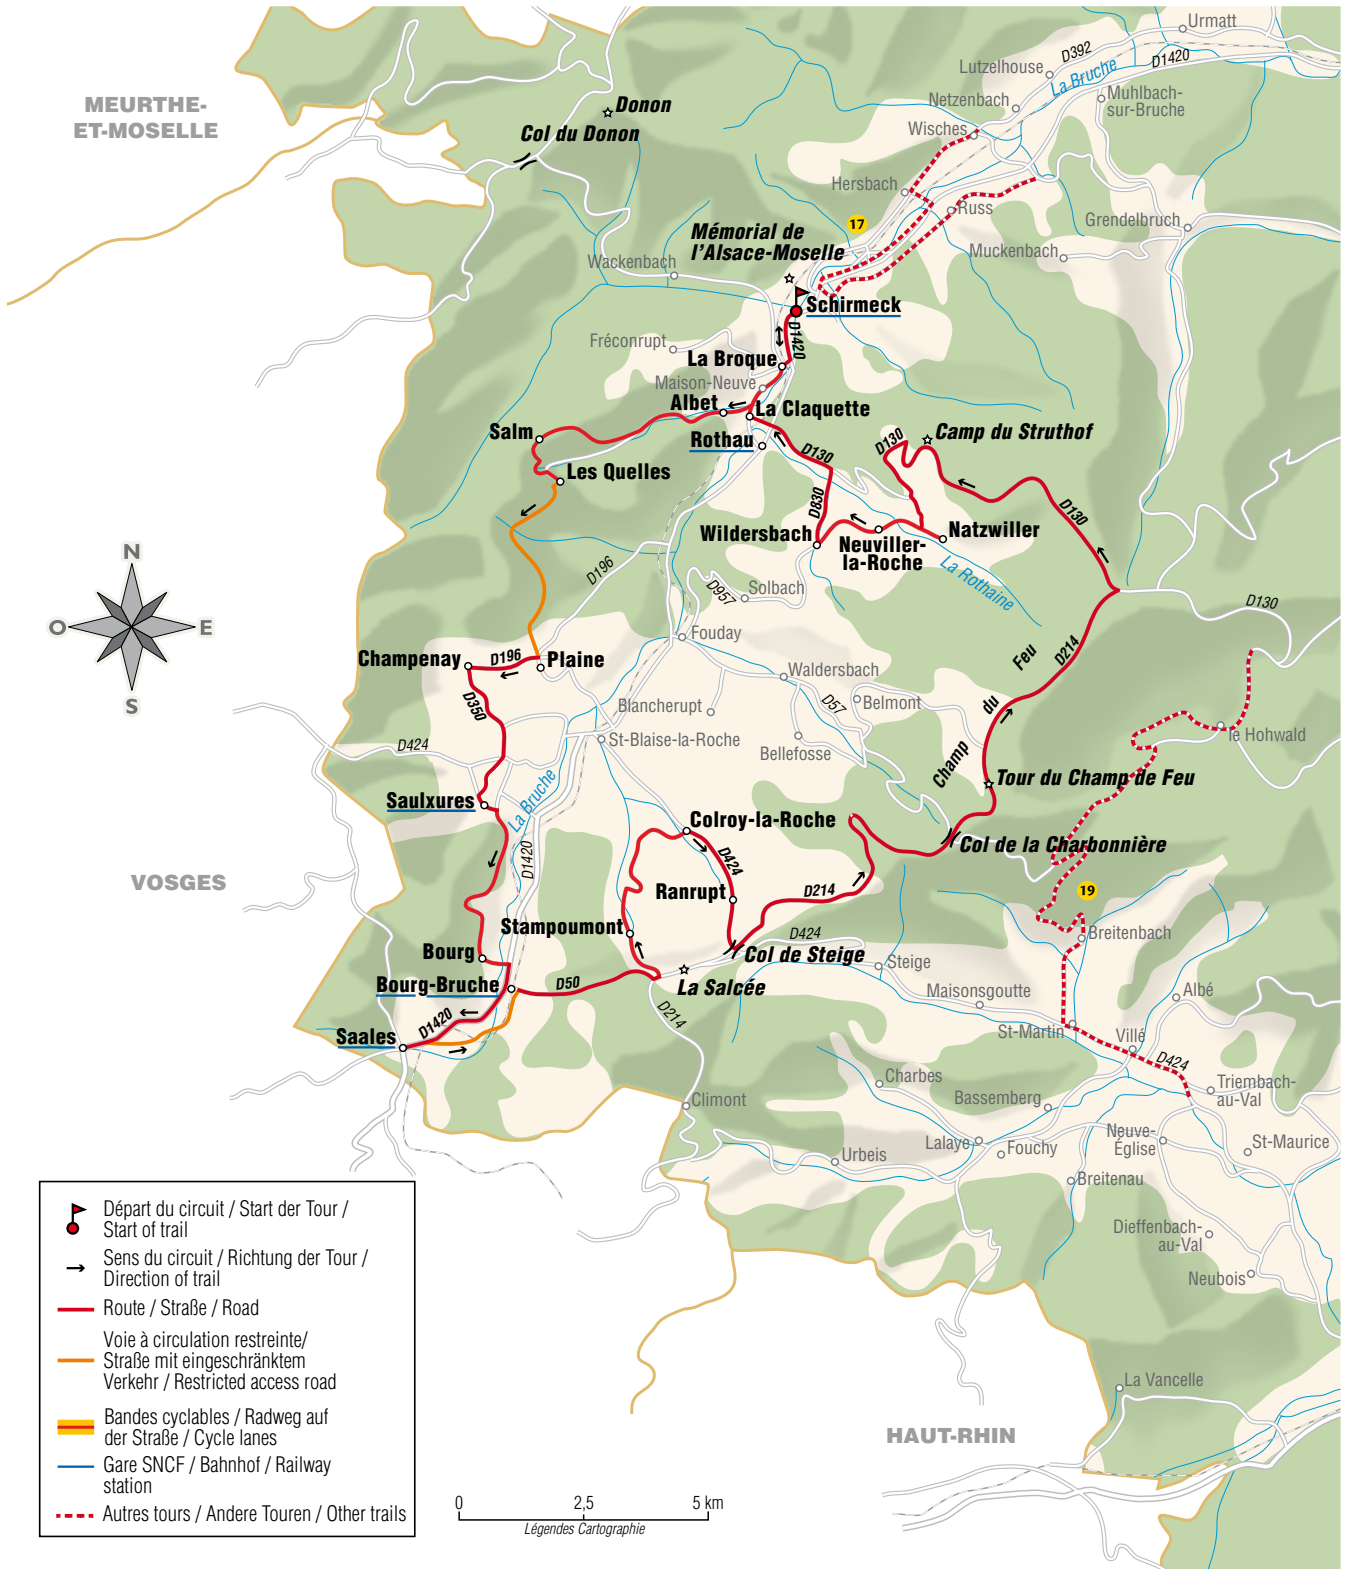 Urmatt
D392
Lutzelhouse
La Bruche
D1420
MEURTHE-
ET-MOSELLE
Donon
Netzenbach
Muhlbach-
sur-Bruche
Col du Donon
Wisches
Hersbach
Russ
17
Grendelbruch
Mémorial de
l'Alsace-Moselle
Muckenbach
Wackenbach
Schirmeck
D1420
Fréconrupt
La Broque
Maison-Neuve
Albet
La Claquette
Salm
Rothau
D130
D130
Camp du Struthof
Les Quelles
D830
D130
Wildersbach
Neuviller-
la-Roche
Natzwiller
La Rothaine
N
O
E
S
D196
D957
Solbach
D130
Fouday
Champenay
D196
Plaine
Feu
D214
Waldersbach
D350
Blancherupt
D57
Belmont
du
D424
St-Blaise-la-Roche
Bellefosse
le Hohwald
Champ
Tour du Champ de Feu
Saulxures
La Bruche
Colroy-la-Roche
Col de la Charbonnière
D1420
D424
VOSGES
Ranrupt
D214
19
Stampoumont
D424
Breitenbach
Bourg
Col de Steige
Steige
Bourg-Bruche
D50
La Salcée
Maisonsgoutte
Albé
D1420
D214
St-Martin
Villé
Saales
D424
Charbes
Triembach-
au-Val
Climont
Bassemberg
Lalaye
Fouchy
Neuve-
Église
St-Maurice
Urbeis
Breitenau
Dieffenbach-
au-Val
Neubois
La Vancelle
HAUT-RHIN
Départ du circuit / Start der Tour /
Start of trail
Sens du circuit / Richtung der Tour /
Direction of trail
Route / Straße / Road
Voie à circulation restreinte/
Straße mit eingeschränktem
Verkehr / Restricted access road
Bandes cyclables / Radweg auf
der Straße / Cycle lanes
Gare SNCF / Bahnhof / Railway
station
Autres tours / Andere Touren / Other trails
0
2,5
5 km
Légendes Cartographie